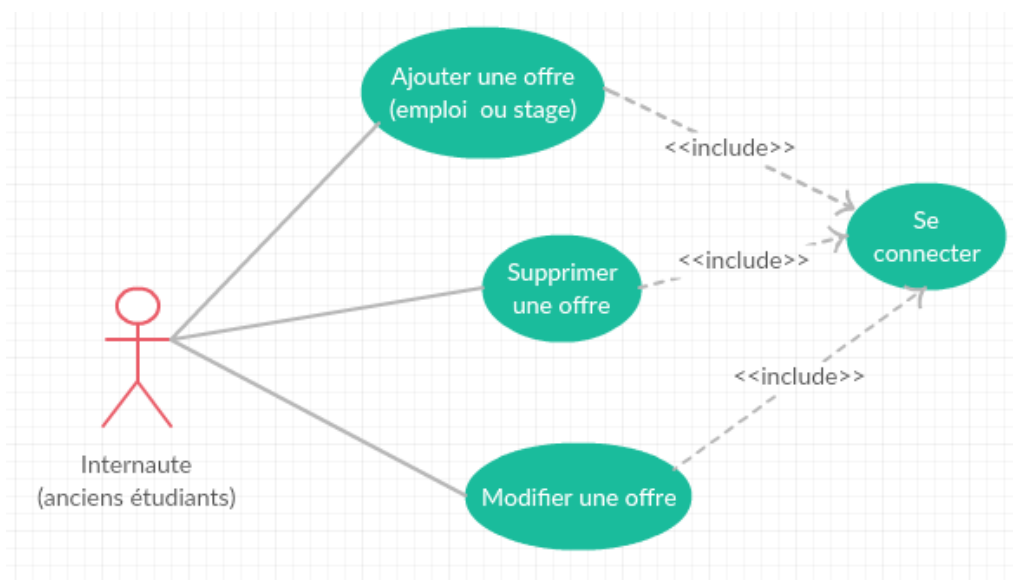 Ajouter une offre
(emploi ou stage)
<<include>>
Se
connecter
Supprimer
une offre
<<include>>
<<include>>
Internaute
(anciens étudiants)
Modifier une offre